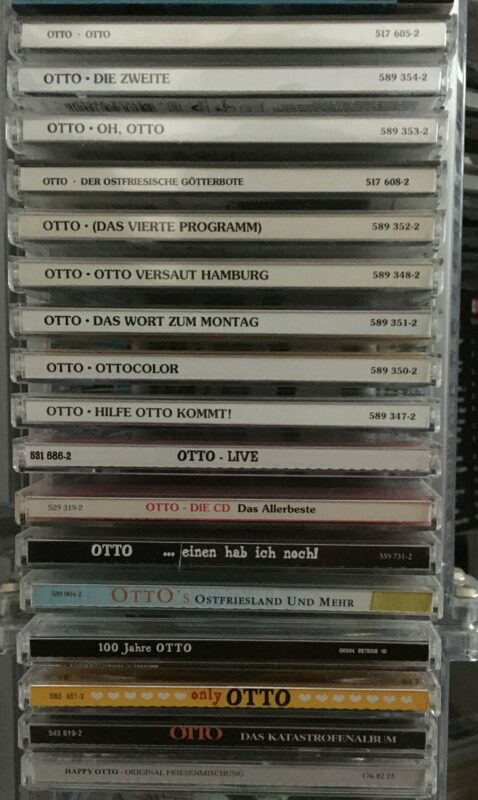 OTTO · OTTO 517 605-2
OTTO • DIE ZWEITE 589 354-2
OTTO • OH, OTTO 589 353-2
OTTO · DER OSTFRIESISCHE GÖTTERBOTE 517 608-2
OTTO • (DAS VIERTE PROGRAMM) 589 352-2
OTTO • OTTO VERSAUT HAMBURG 589 348-2
OTTO • DAS WORT ZUM MONTAG 589 351-2
OTTO • OTTOCOLOR 589 350-2
OTTO • HILFE OTTO KOMMT! 589 347-2
531 686-2 OTTO - LIVE
529 319-2 OTTO - DIE CD Das Allerbeste
OTTO ... einen hab ich noch! 559 731-2
589 004-2 OTTO's OSTFRIESLAND UND MEHR
100 Jahre OTTO
only OTTO
543 619-2 OTTO DAS KATASTROFENALBUM
HAPPY OTTO - ORIGINAL FRIESENMISCHUNG 176 82 25